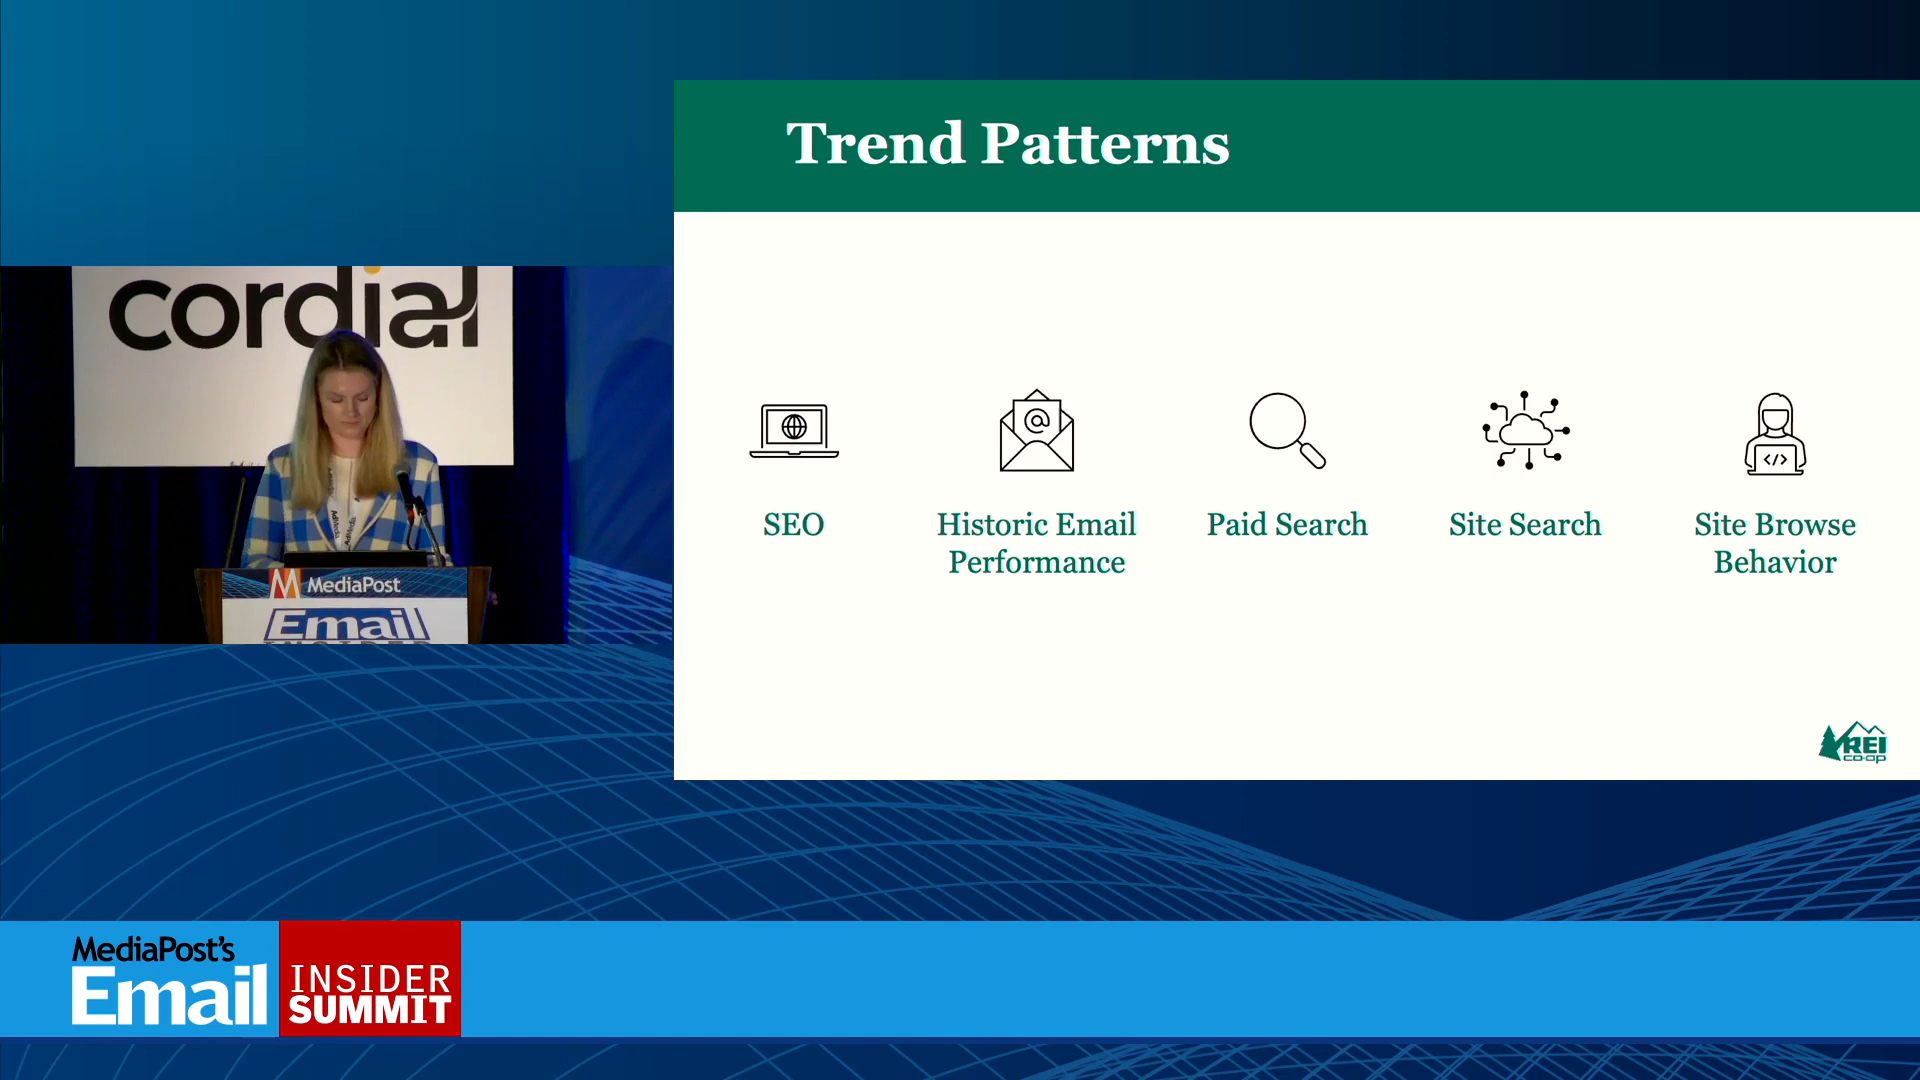 Trend Patterns
cordial
SEO
Historic Email
Performance
Paid Search
Site Search
Site Browse
Behavior
@
</>
MediaPost
Email
REI
CO-OP
MediaPost's
Email
INSIDER
SUMMIT